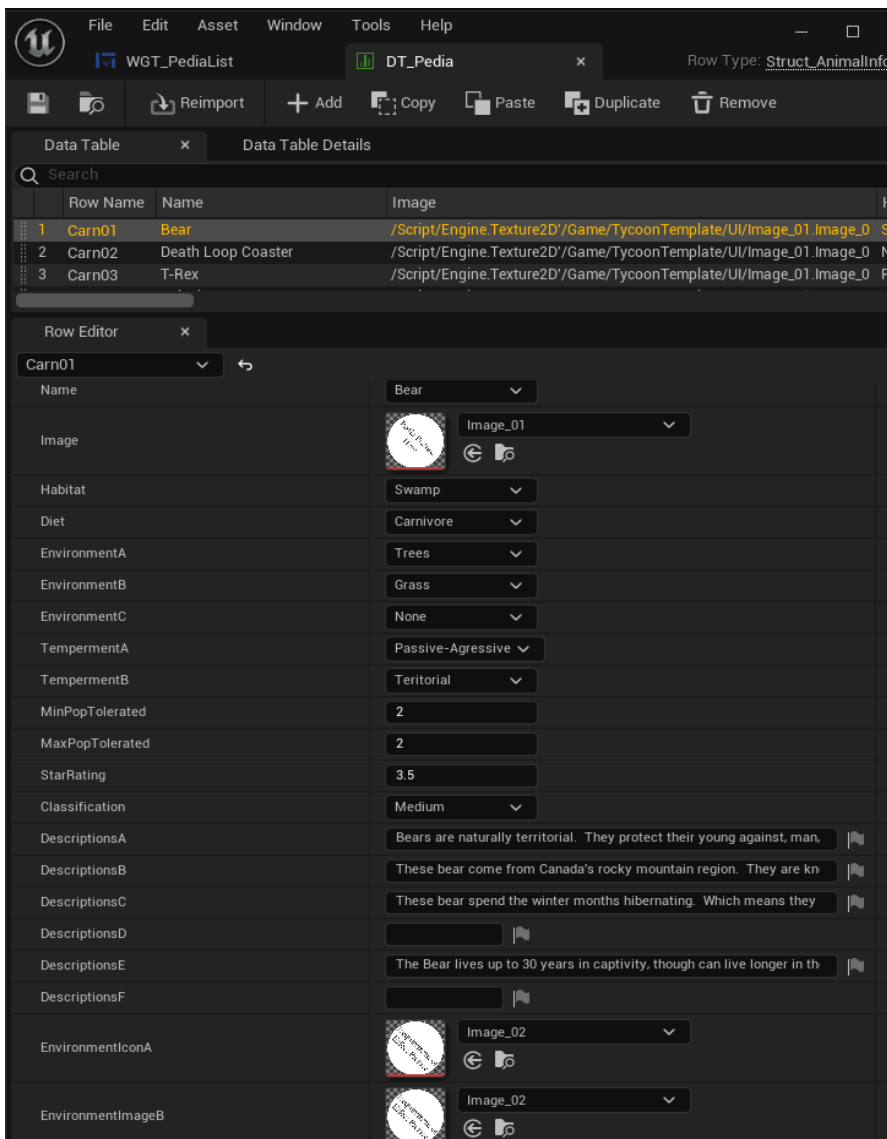 File Edit Asset Window Tools Help
WGT_PediaList DT_Pedia Row Type: Struct_AnimalInfo
Reimport Add Copy Paste Duplicate Remove
Data Table Data Table Details
Search
Row Name Name Image
1 Carn01 Bear /Script/Engine.Texture2D'/Game/TycoonTemplate/UI/Image_01.Image_0 S
2 Carn02 Death Loop Coaster /Script/Engine.Texture2D'/Game/TycoonTemplate/UI/Image_01.Image_0
3 Carn03 T-Rex /Script/Engine.Texture2D'/Game/TycoonTemplate/UI/Image_01.Image_0
Row Editor
Carn01
Name Bear
Image Image_01
Habitat Swamp
Diet Carnivore
EnvironmentA Trees
EnvironmentB Grass
EnvironmentC None
TempermentA Passive-Agressive
TempermentB Teritorial
MinPopTolerated 2
MaxPopTolerated 2
StarRating 3.5
Classification Medium
DescriptionsA Bears are naturally territorial. They protect their young against, man,
DescriptionsB These bear come from Canada's rocky mountain region. They are kn
DescriptionsC These bear spend the winter months hibernating. Which means they
DescriptionsD
DescriptionsE The Bear lives up to 30 years in captivity, though can live longer in th
DescriptionsF
EnvironmentIconA Image_02
EnvironmentImageB Image_02